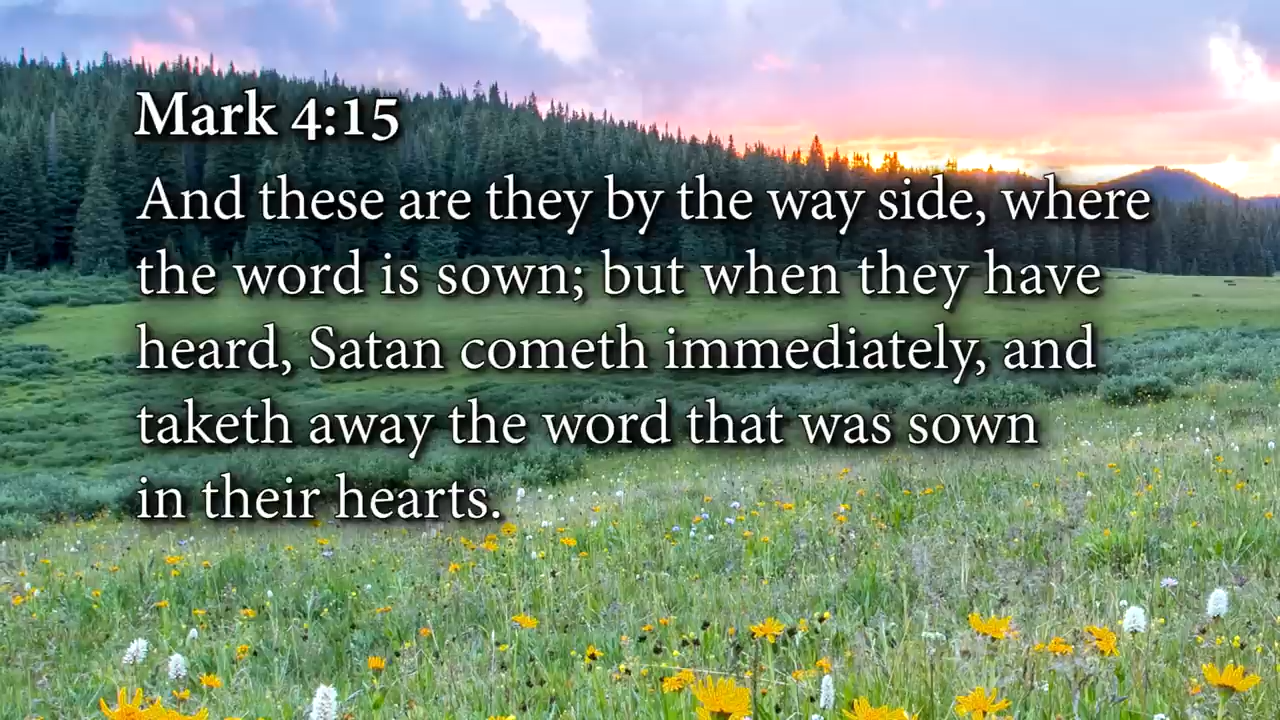 Mark 4:15
And these are they by the way side, where
the word is sown; but when they have
heard, Satan cometh immediately, and
taketh away the word that was sown
in their hearts.